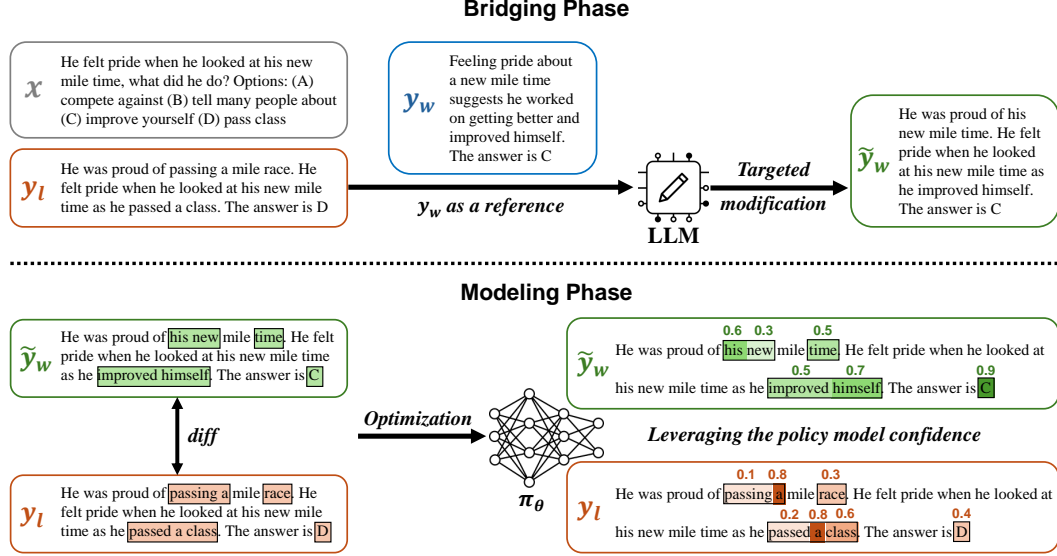 Bridging Phase
x
He felt pride when he looked at his new
mile time, what did he do? Options: (A)
compete against (B) tell many people about
(C) improve yourself (D) pass class
y_l
He was proud of passing a mile race. He
felt pride when he looked at his new mile
time as he passed a class. The answer is D
y_w
Feeling pride about
a new mile time
suggests he worked
on getting better and
improved himself.
The answer is C
y_w as a reference
LLM
Targeted
modification
ỹ_w
He was proud of his
new mile time. He felt
pride when he looked
at his new mile time as
he improved himself.
The answer is C
Modeling Phase
ỹ_w
He was proud of his new mile time. He felt
pride when he looked at his new mile time
as he improved himself. The answer is C
diff
y_l
He was proud of passing a mile race. He
felt pride when he looked at his new mile
time as he passed a class. The answer is D
Optimization
π_θ
ỹ_w
0.6 0.3 0.5
He was proud of his new mile time. He felt pride when he looked at
0.5 0.7 0.9
his new mile time as he improved himself. The answer is C
Leveraging the policy model confidence
y_l
0.1 0.8 0.3
He was proud of passing a mile race. He felt pride when he looked at
0.2 0.8 0.6 0.4
his new mile time as he passed a class. The answer is D